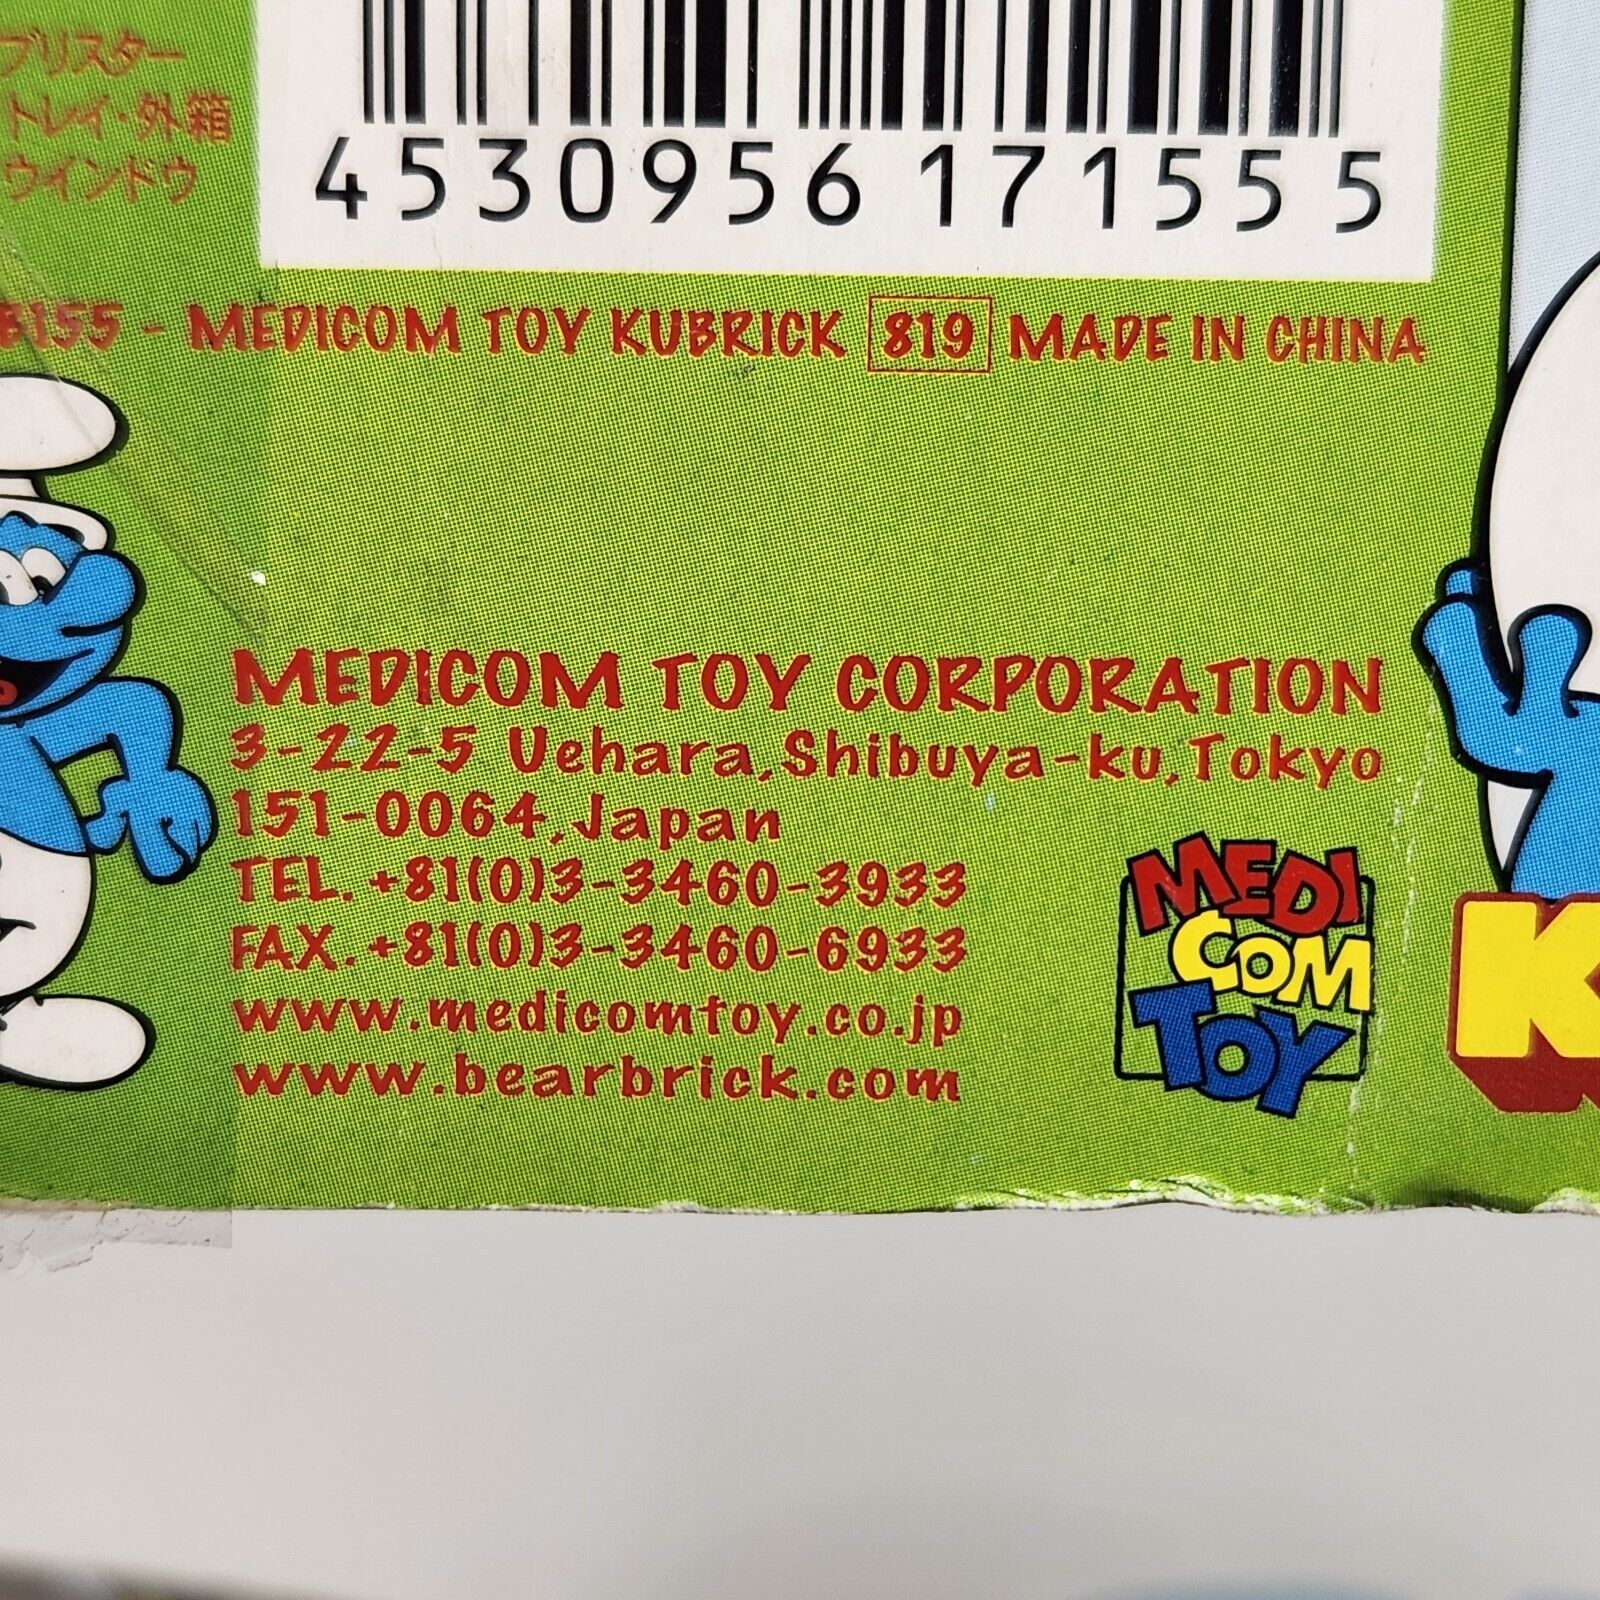 ブリスター
トレイ・外箱
ウインドウ
4530956171555
B155 - MEDICOM TOY KUBRICK 819 MADE IN CHINA
MEDICOM TOY CORPORATION
3-22-5 Uehara,Shibuya-ku,Tokyo
151-0064,Japan
TEL. +81(0)3-3460-3933
FAX. +81(0)3-3460-6933
www.medicomtoy.co.jp
www.bearbrick.com
MEDI
COM
TOY
K